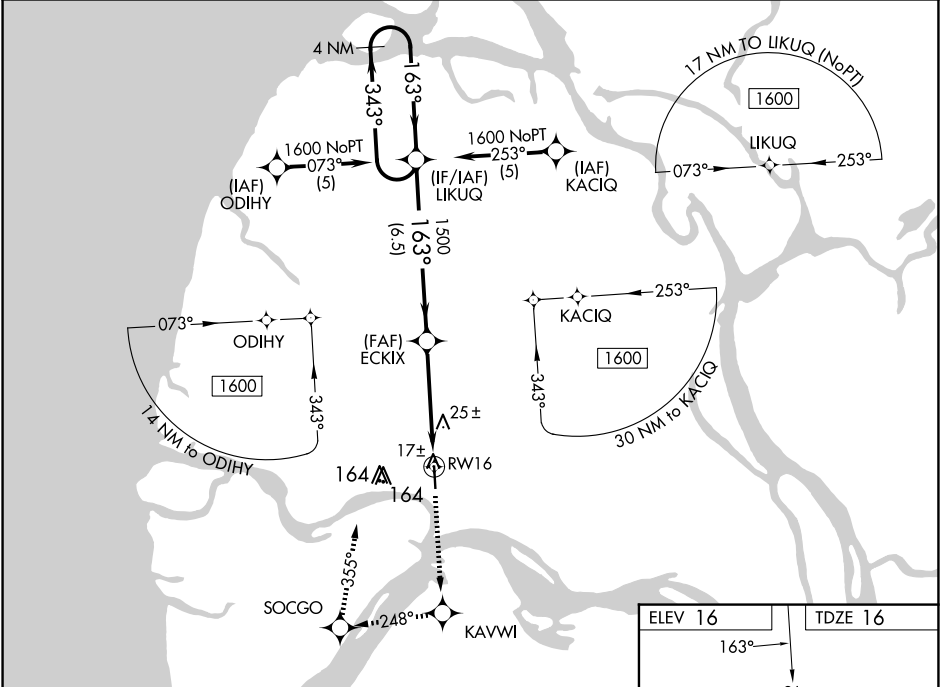 4 NM
343°
163°
1600 NoPT
073°
(5)
(IAF)
ODIHY
(IF/IAF)
LIKUQ
1600 NoPT
253°
(5)
(IAF)
KACIQ
17 NM TO LIKUQ (NoPT)
1600
LIKUQ
073°
253°
1500
163°
(6.5)
073°
ODIHY
1600
343°
14 NM to ODIHY
(FAF)
ECKIX
KACIQ
253°
1600
343°
30 NM to KACIQ
25±
17±
RW16
164
164
355°
SOCGO
248°
KAVWI
ELEV 16
TDZE 16
163°